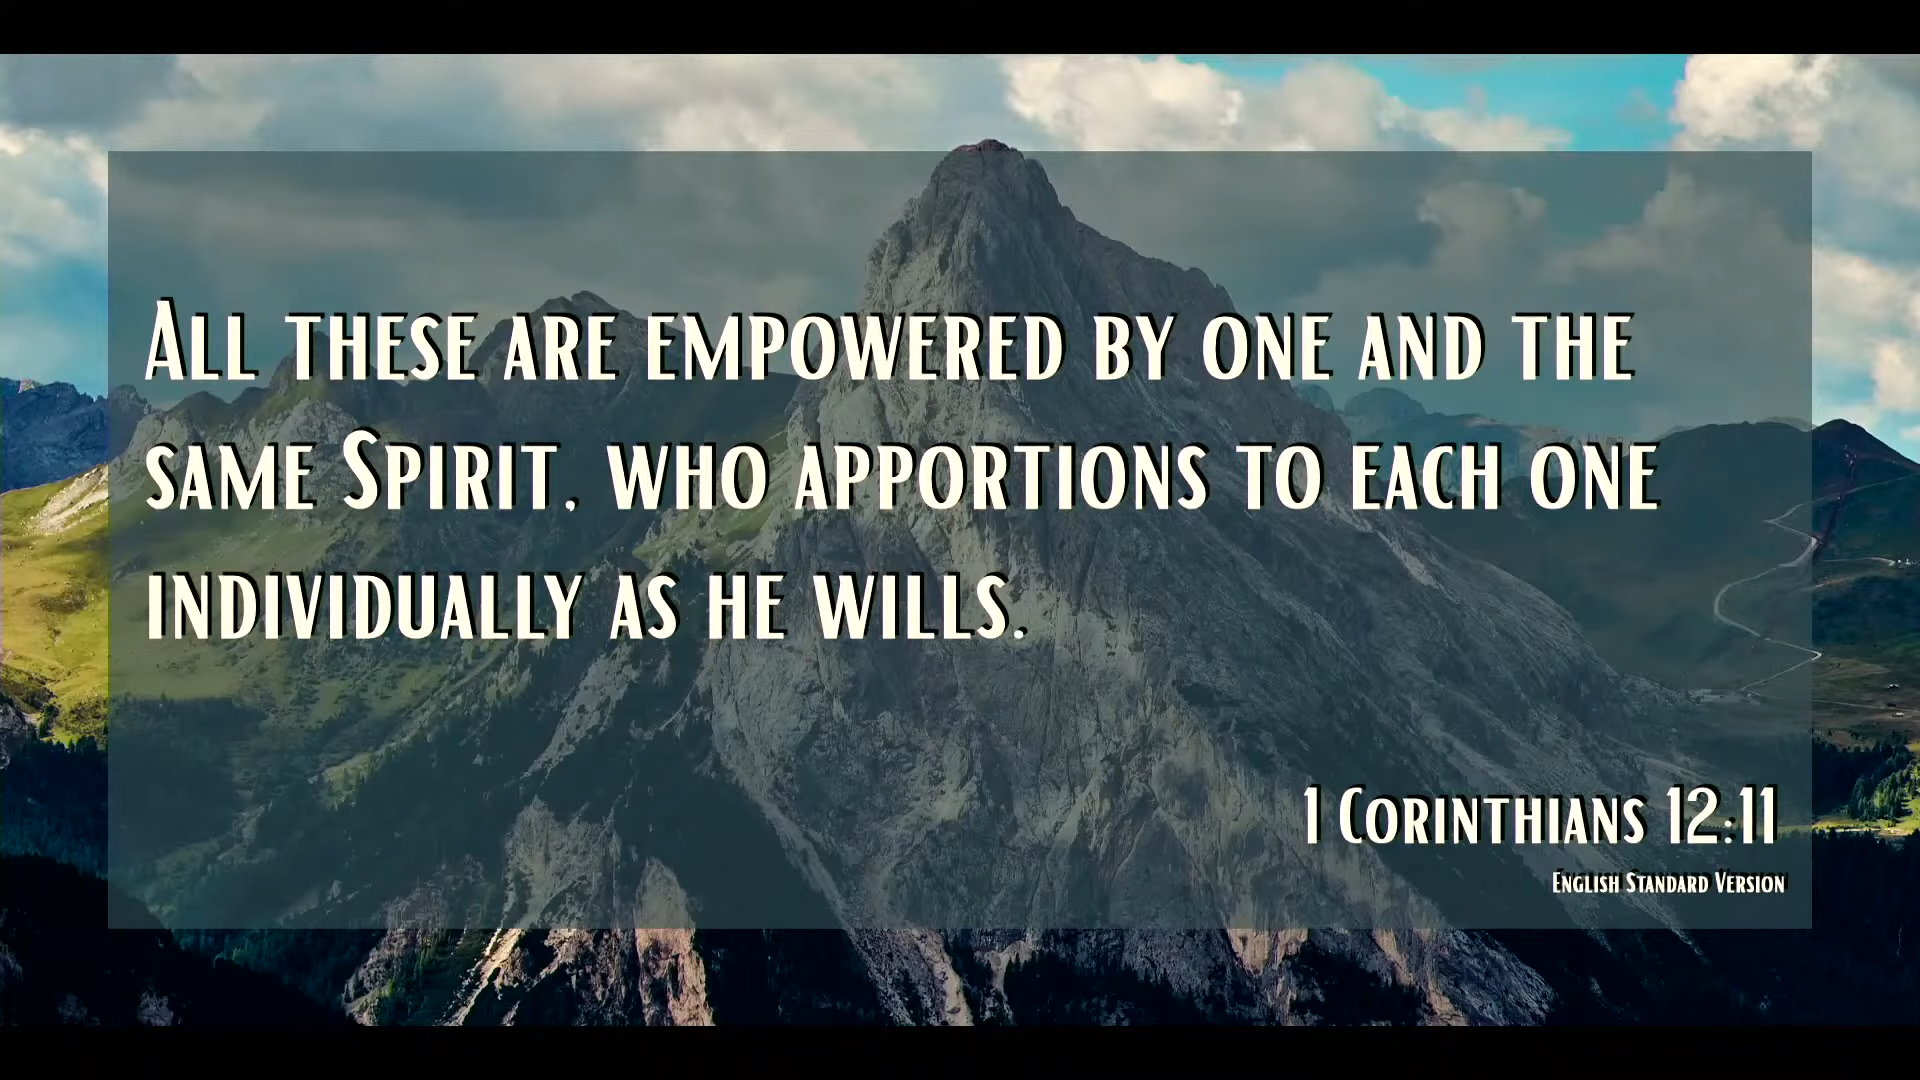 All these are empowered by one and the
same Spirit, who apportions to each one
individually as he wills.
1 Corinthians 12:11
English Standard Version